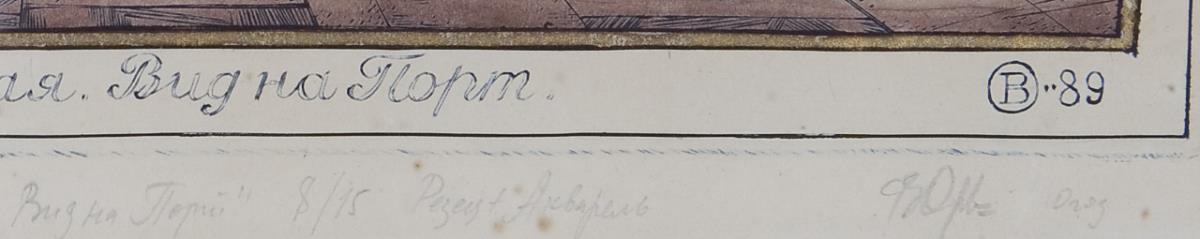 ая. Вид на Порт. В "89
Вид на Порт" 8/15 Резец + Акварель